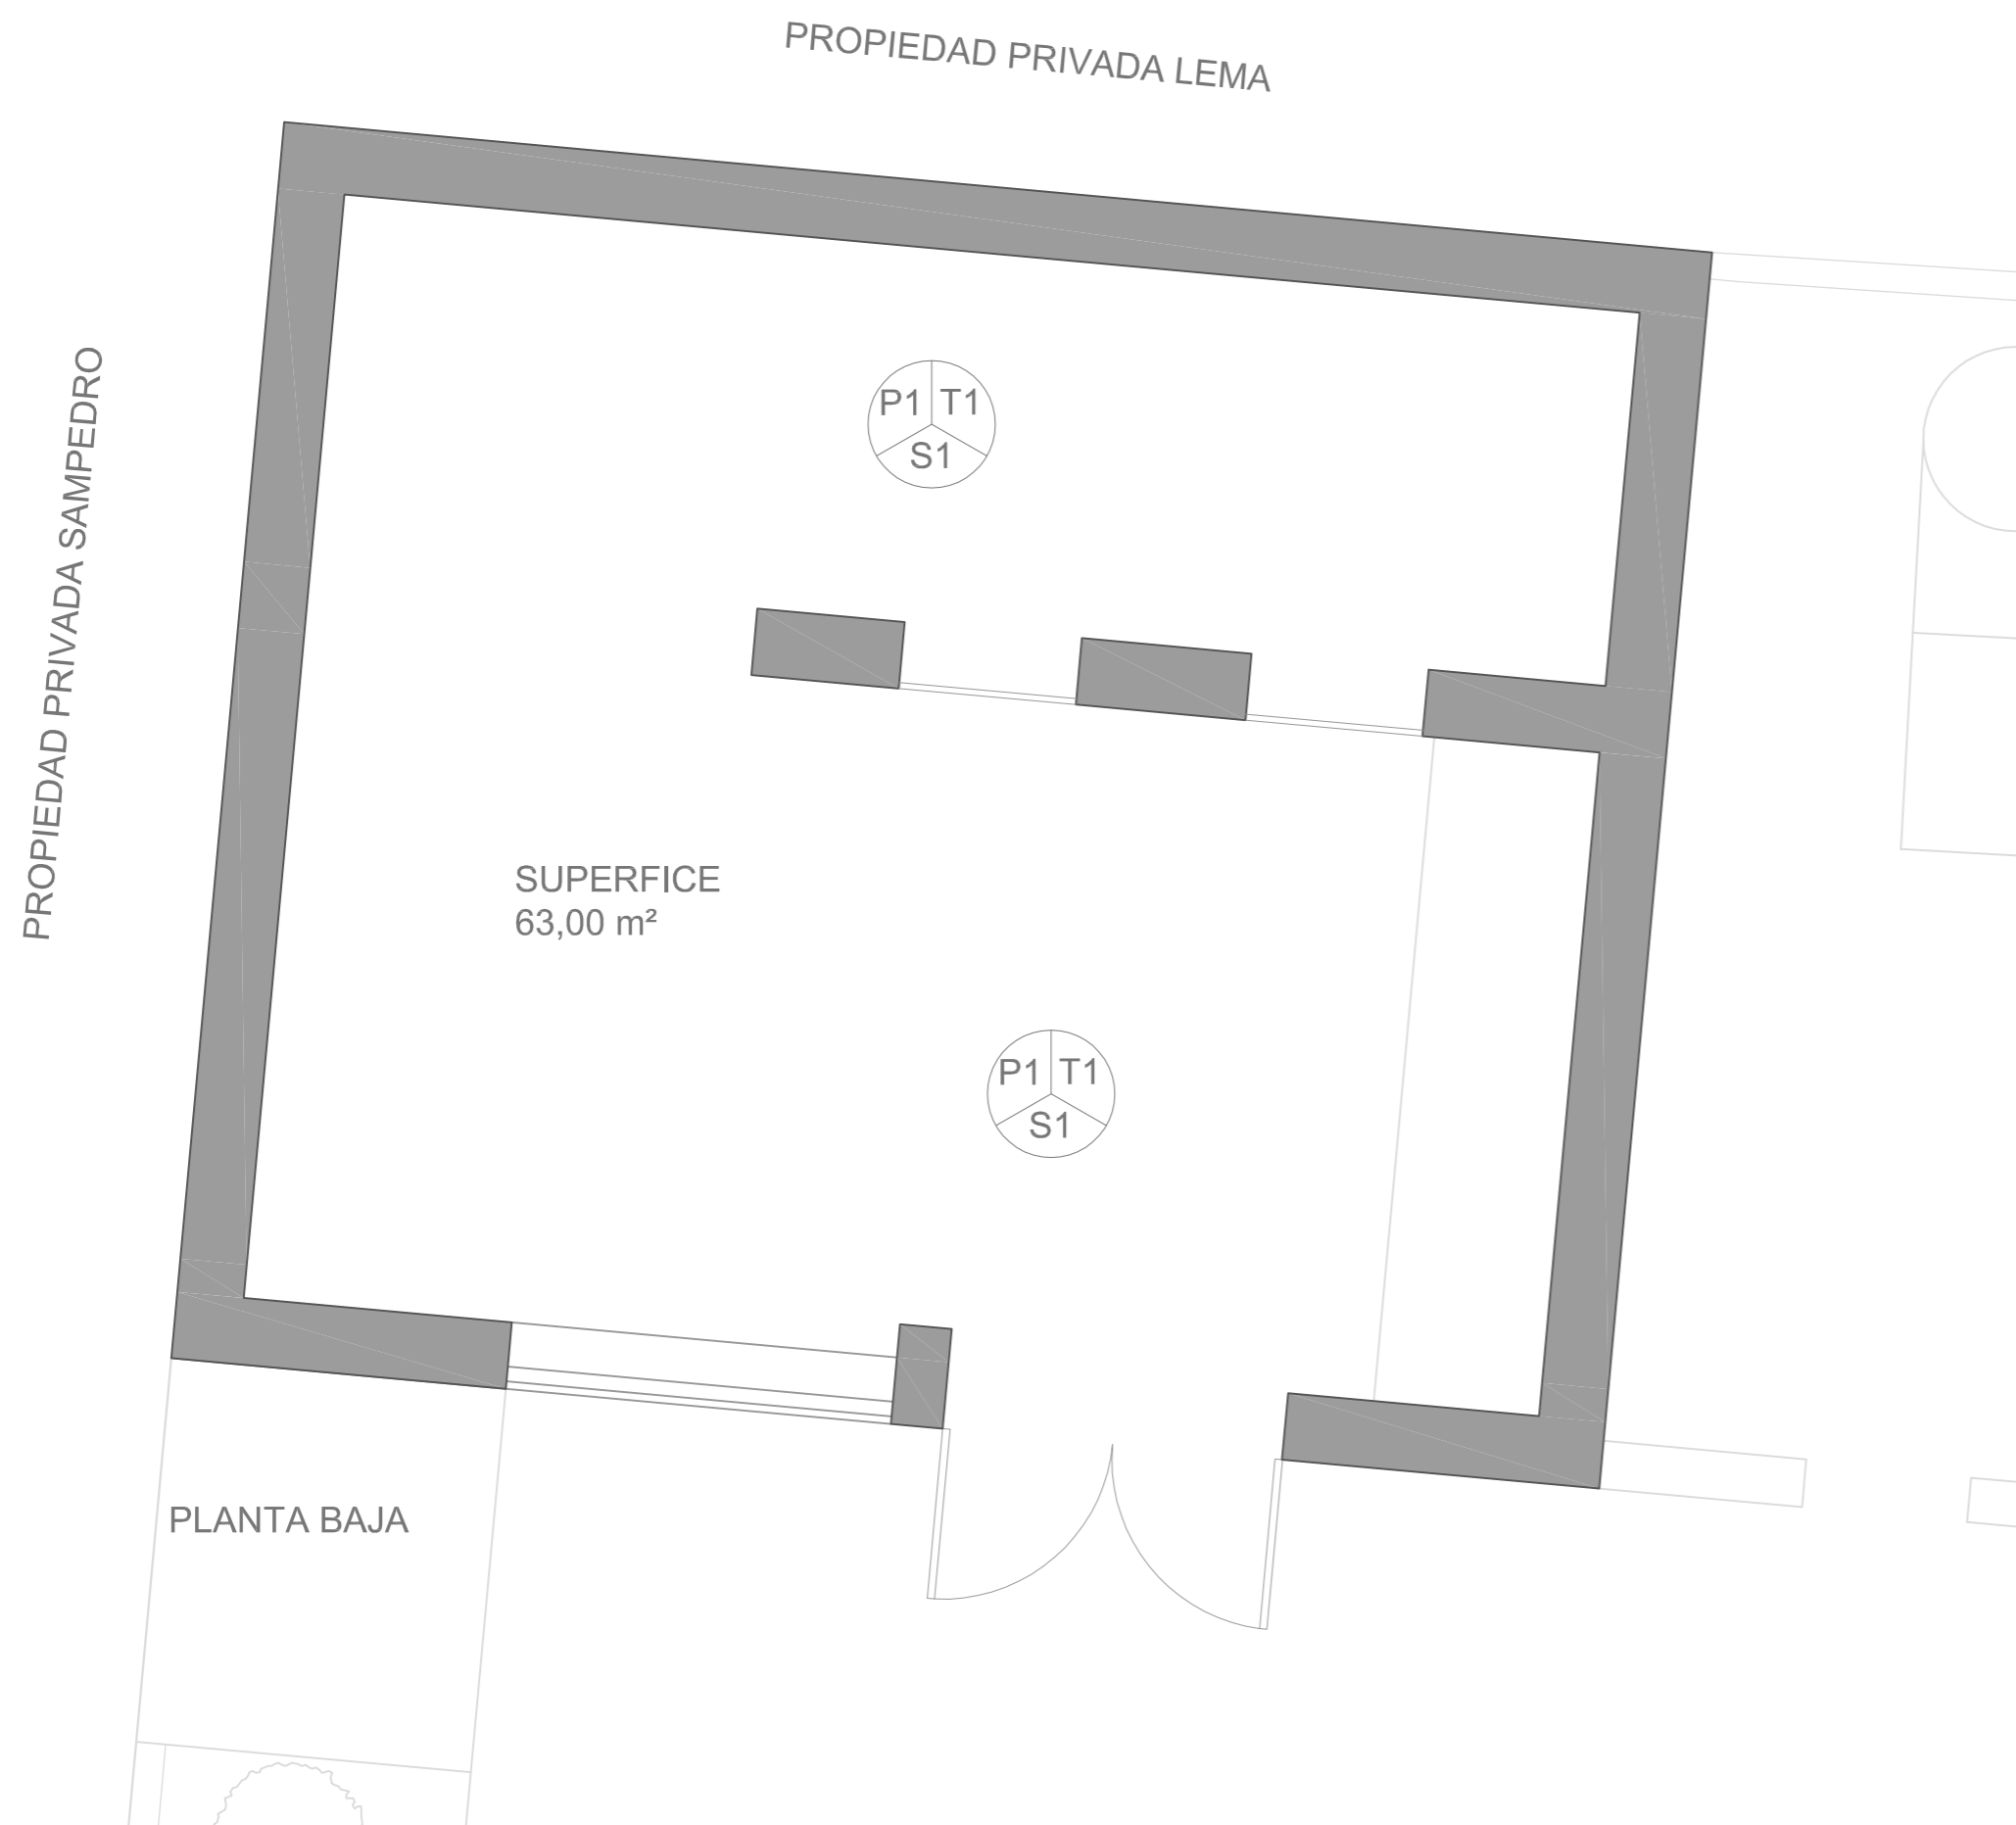 PROPIEDAD PRIVADA LEMA
PROPIEDAD PRIVADA SAMPEDRO
P1 T1
S1
SUPERFICE
63,00 m²
P1 T1
S1
PLANTA BAJA